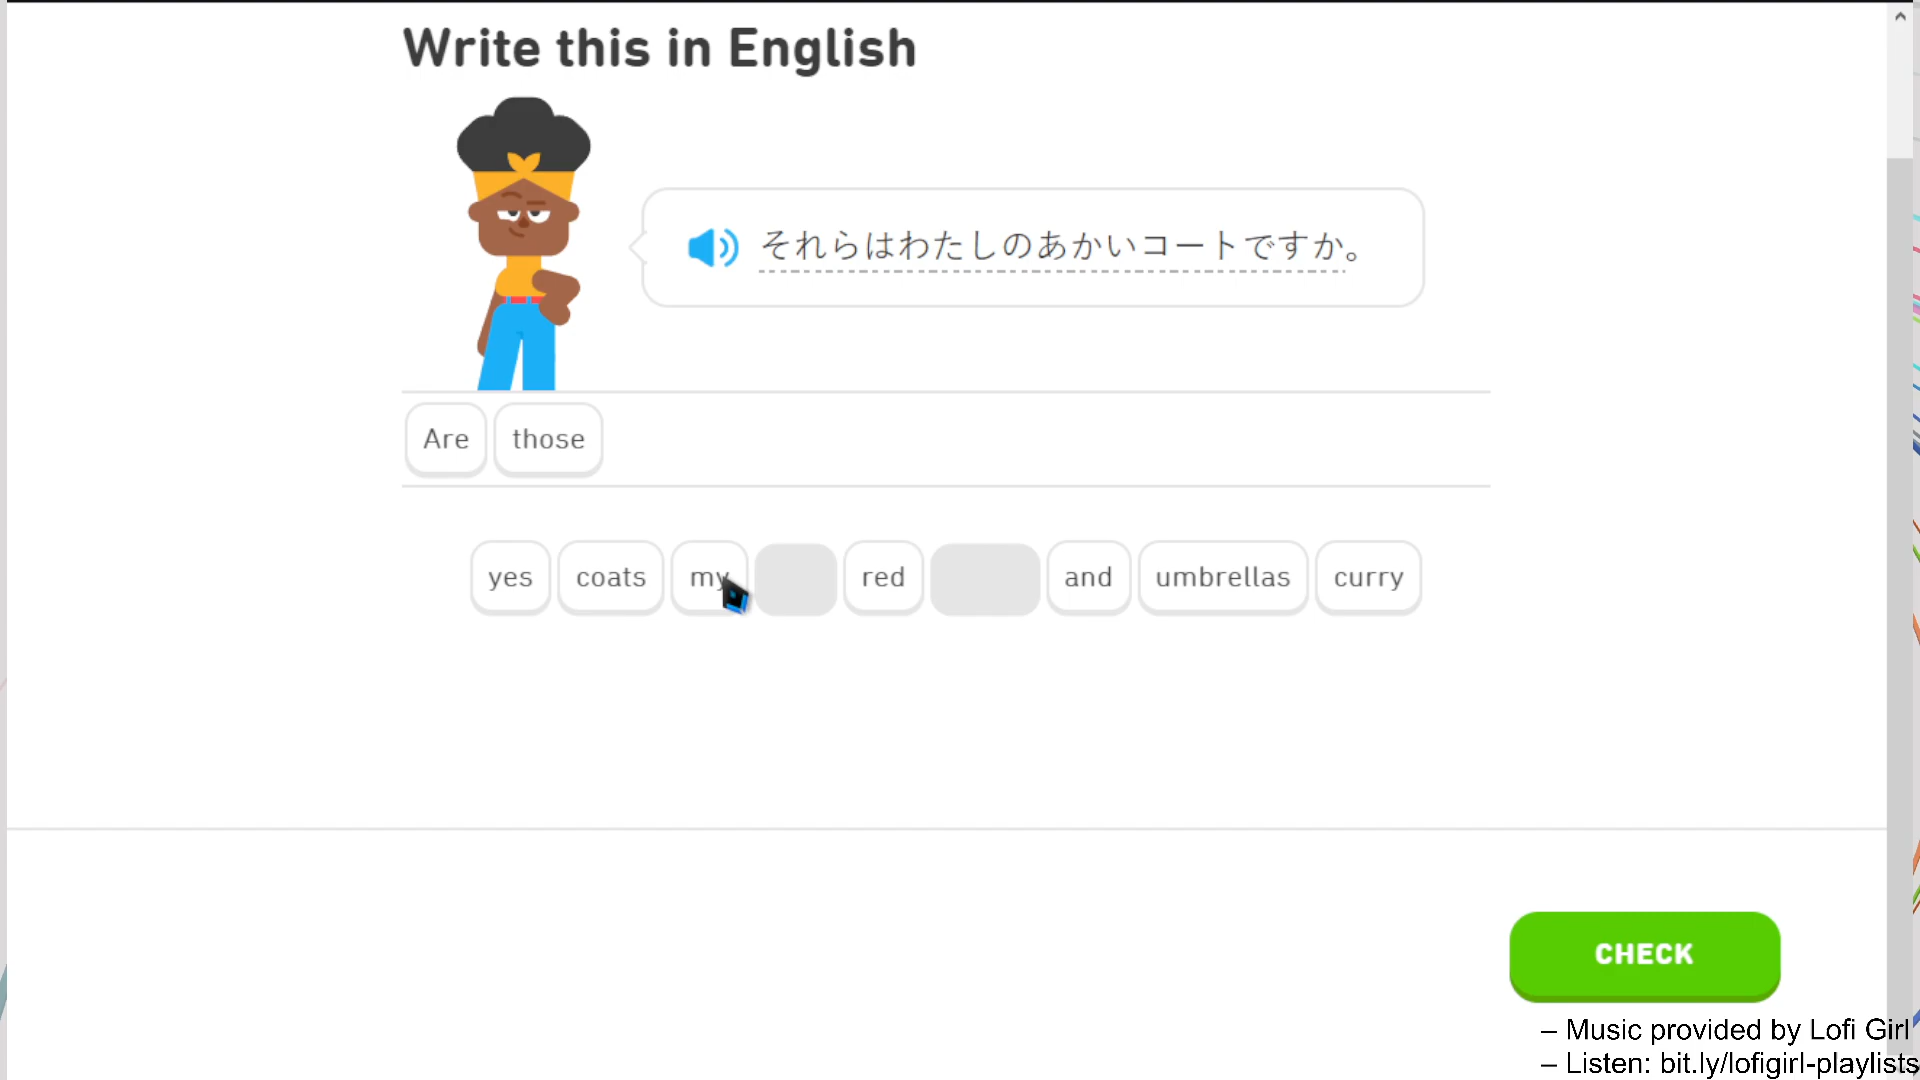 Write this in English
それらはわたしのあかいコートですか。
Are those
yes coats my red and umbrellas curry
CHECK
– Music provided by Lofi Girl
– Listen: bit.ly/lofigirl-playlists